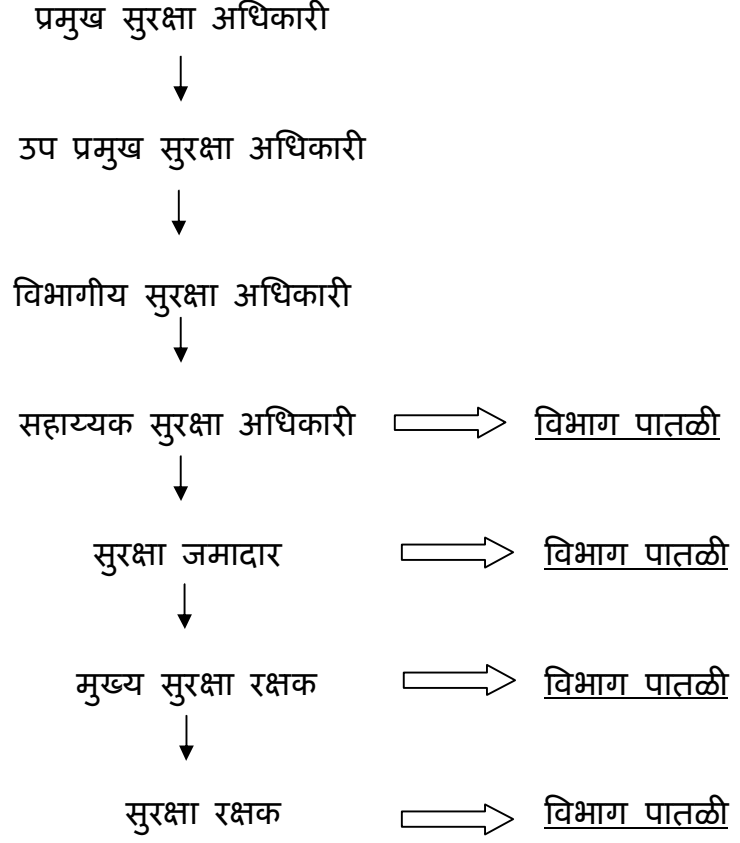 प्रमुख सुरक्षा अधिकारी
उप प्रमुख सुरक्षा अधिकारी
विभागीय सुरक्षा अधिकारी
सहाय्यक सुरक्षा अधिकारी विभाग पातळी
सुरक्षा जमादार विभाग पातळी
मुख्य सुरक्षा रक्षक विभाग पातळी
सुरक्षा रक्षक विभाग पातळी